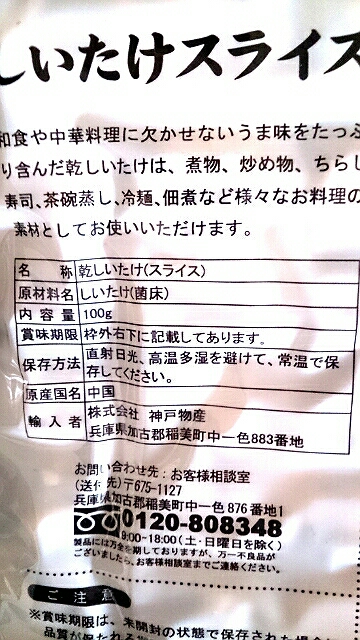 しいたけスライス
和食や中華料理に欠かせないうま味をたっぷ
り含んだ乾しいたけは、煮物、炒め物、ちらし
寿司、茶碗蒸し、冷麺、佃煮など様々なお料理の
素材としてお使いいただけます。
名称 乾しいたけ(スライス)
原材料名 しいたけ(菌床)
内容量 100g
賞味期限 枠外右下に記載してあります。
保存方法 直射日光、高温多湿を避けて、常温で保
存してください。
原産国名 中国
輸入者 株式会社 神戸物産
兵庫県加古郡稲美町中一色883番地
お問い合わせ先:お客様相談室
(送付先)〒675-1127
兵庫県加古郡稲美町中一色876番地1
0120-808348
9:00~18:00(土・日曜日を除く)
製品には万全を期しておりますが、万一不良品が
ございましたら、お客様相談室までご連絡ください。
ご注意
※賞味期限は、未開封の状態で保存された場合
品質が保たれる